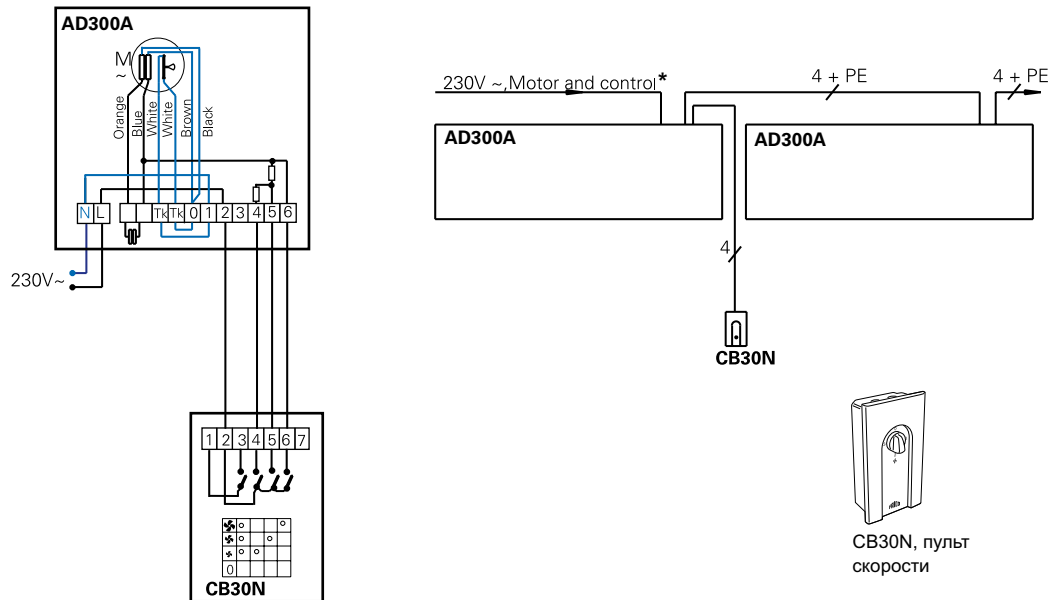 AD300A
M
~
Orange
Blue
White
White
Brown
Black
N L Tk Tk 0 1 2 3 4 5 6
230V~
1 2 3 4 5 6 7
0
CB30N
230V ~, Motor and control*
4 + PE
4 + PE
AD300A
AD300A
4
CB30N
CB30N, пульт
скорости